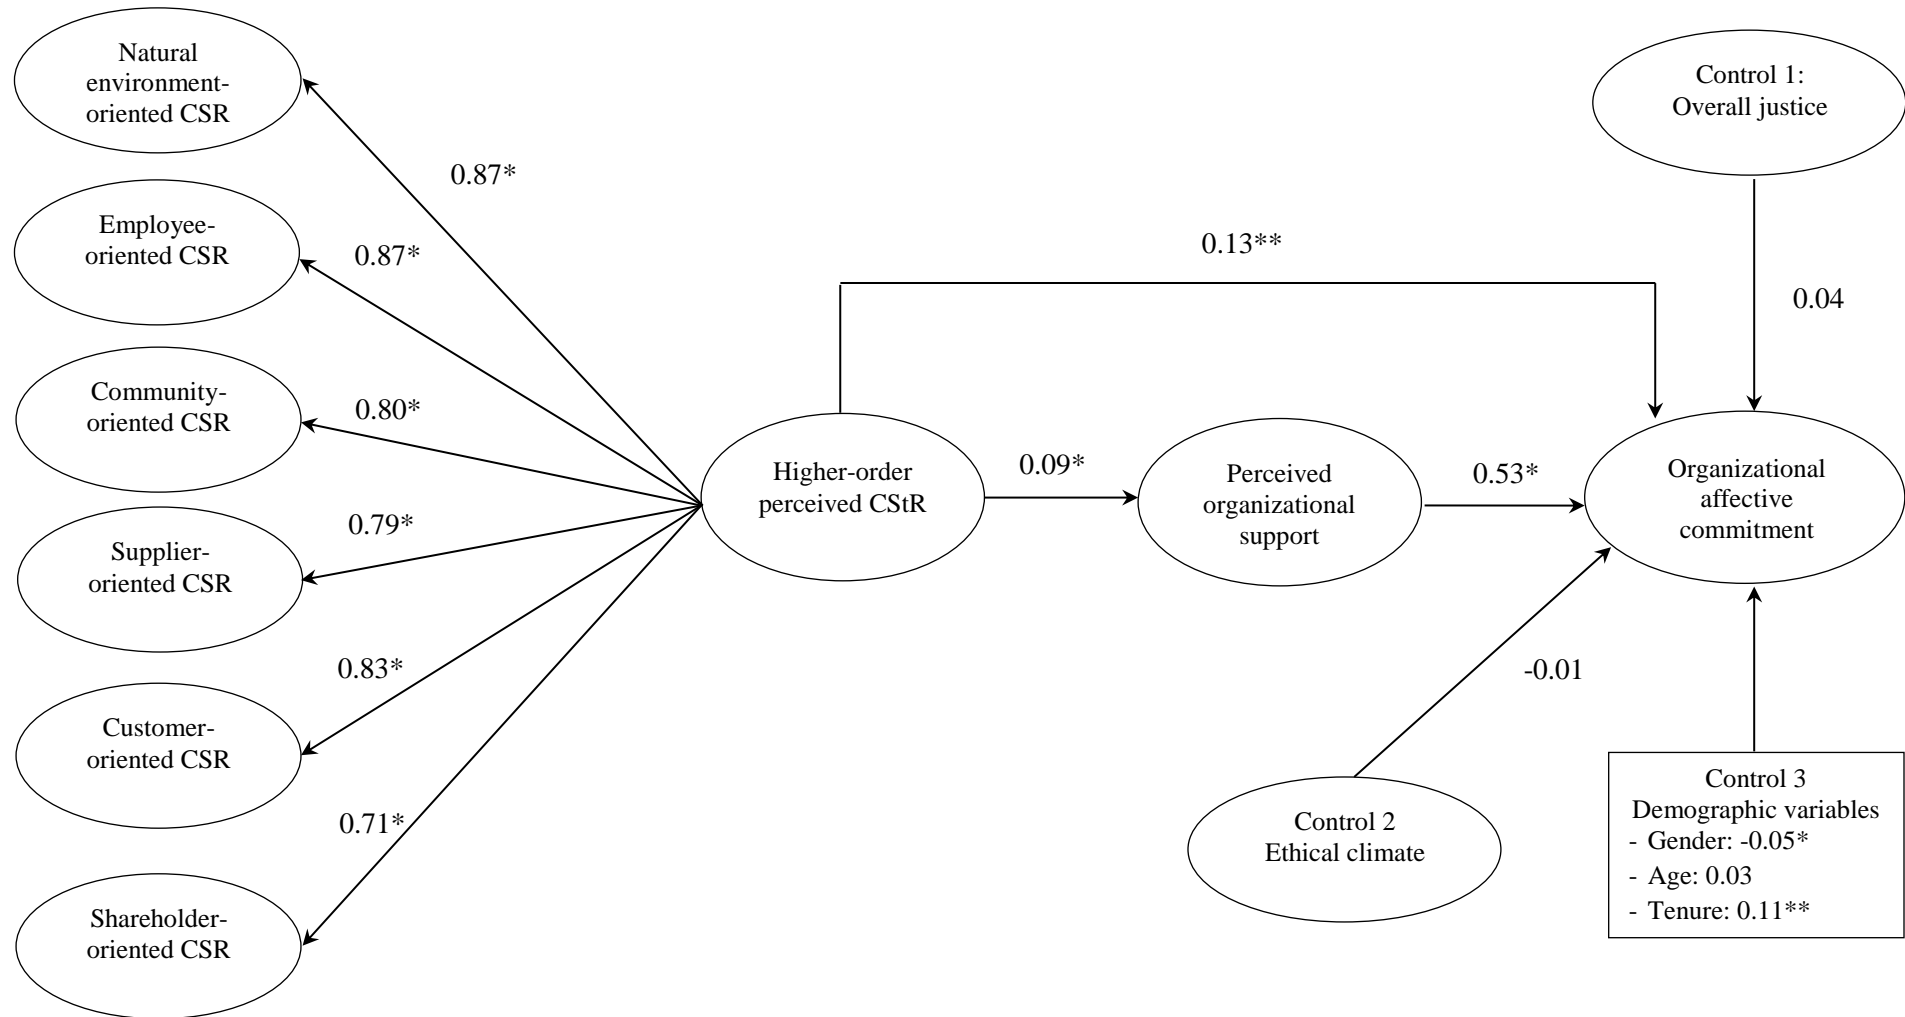 Natural
environment-
oriented CSR
0.87*
Employee-
oriented CSR
0.87*
Community-
oriented CSR
0.80*
Supplier-
oriented CSR
0.79*
Customer-
oriented CSR
0.83*
Shareholder-
oriented CSR
0.71*
Higher-order
perceived CStR
0.13**
0.09*
Perceived
organizational
support
0.53*
Organizational
affective
commitment
Control 1:
Overall justice
0.04
-0.01
Control 2
Ethical climate
Control 3
Demographic variables
- Gender: -0.05*
- Age: 0.03
- Tenure: 0.11**